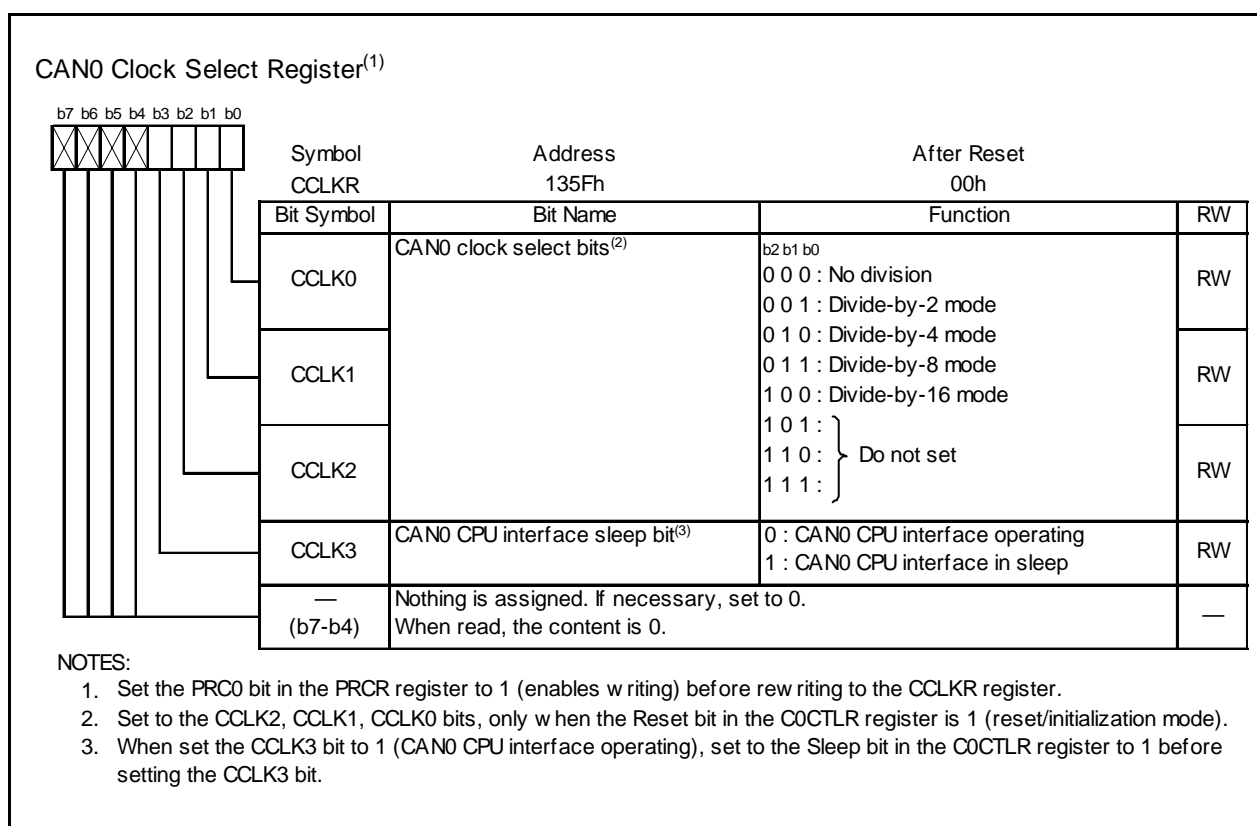 CAN0 Clock Select Register(1)
b7 b6 b5 b4 b3 b2 b1 b0
Symbol Address After Reset
CCLKR 135Fh 00h
Bit Symbol Bit Name Function RW
CCLK0 CAN0 clock select bits(2) b2 b1 b0 RW
0 0 0 : No division
0 0 1 : Divide-by-2 mode
0 1 0 : Divide-by-4 mode
CCLK1 0 1 1 : Divide-by-8 mode RW
1 0 0 : Divide-by-16 mode
1 0 1 :
CCLK2 1 1 0 : Do not set RW
1 1 1 :
CCLK3 CAN0 CPU interface sleep bit(3) 0 : CAN0 CPU interface operating RW
1 : CAN0 CPU interface in sleep
— Nothing is assigned. If necessary, set to 0. —
(b7-b4) When read, the content is 0.
NOTES:
1. Set the PRC0 bit in the PRCR register to 1 (enables writing) before rewriting to the CCLKR register.
2. Set to the CCLK2, CCLK1, CCLK0 bits, only when the Reset bit in the C0CTLR register is 1 (reset/initialization mode).
3. When set the CCLK3 bit to 1 (CAN0 CPU interface operating), set to the Sleep bit in the C0CTLR register to 1 before
setting the CCLK3 bit.